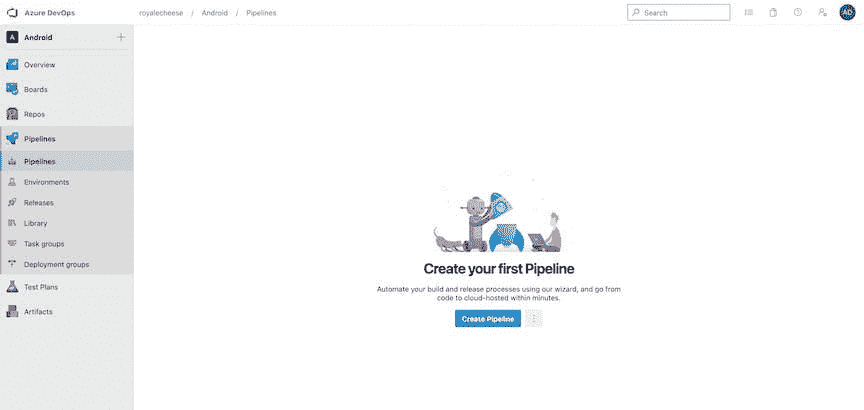 Azure DevOps
royalecheese / Android / Pipelines
Search
AD
A Android
Overview
Boards
Repos
Pipelines
Pipelines
Environments
Releases
Library
Task groups
Deployment groups
Test Plans
Artifacts
Create your first Pipeline
Automate your build and release processes using our wizard, and go from
code to cloud-hosted within minutes.
Create Pipeline